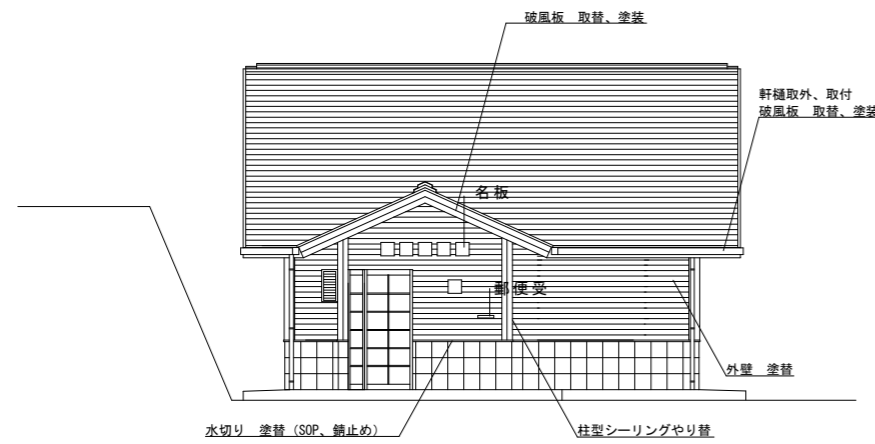 破風板　取替、塗装
軒樋取外、取付
破風板　取替、塗装
名板
郵便受
外壁　塗替
水切り　塗替（SOP、錆止め）
柱型シーリングやり替